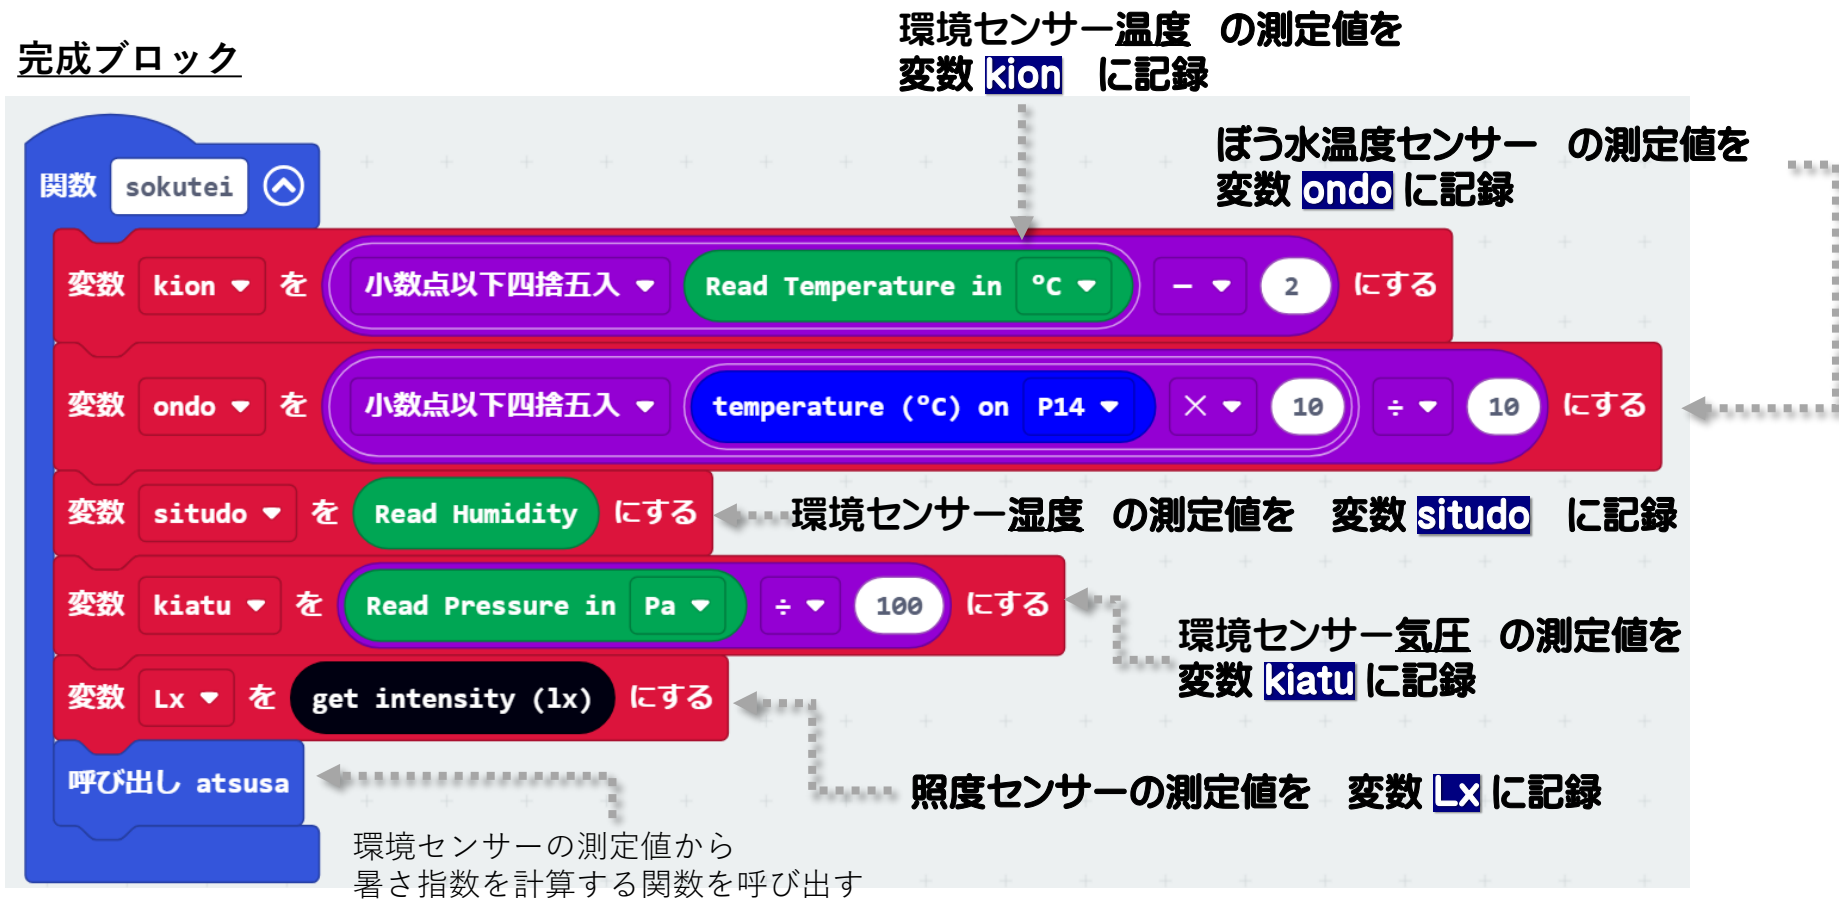 完成ブロック
環境センサー温度　の測定値を
変数 kion　に記録
ぼう水温度センサー　の測定値を
変数 ondo に記録
関数 sokutei
変数 kion を 小数点以下四捨五入 Read Temperature in ℃ － 2 にする
変数 ondo を 小数点以下四捨五入 temperature (℃) on P14 × 10 ÷ 10 にする
変数 situdo を Read Humidity にする
環境センサー湿度　の測定値を　変数 situdo　に記録
変数 kiatu を Read Pressure in Pa ÷ 100 にする
環境センサー気圧　の測定値を
変数 kiatu に記録
変数 Lx を get intensity (lx) にする
照度センサーの測定値を　変数 Lx に記録
呼び出し atsusa
環境センサーの測定値から
暑さ指数を計算する関数を呼び出す